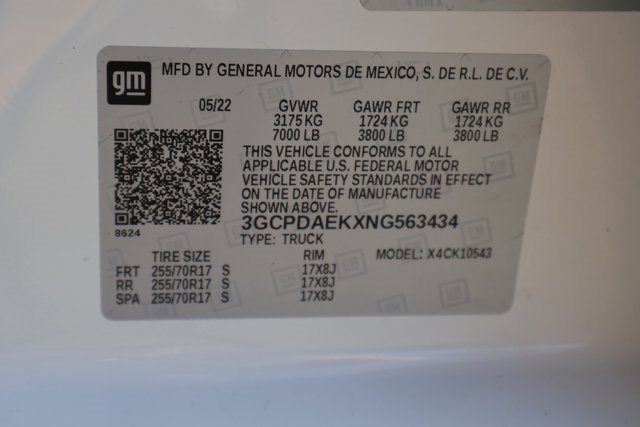 gm MFD BY GENERAL MOTORS DE MEXICO, S. DE R.L. DE C.V.
05/22 GVWR GAWR FRT GAWR RR
3175 KG 1724 KG 1724 KG
7000 LB 3800 LB 3800 LB
THIS VEHICLE CONFORMS TO ALL
APPLICABLE U.S. FEDERAL MOTOR
VEHICLE SAFETY STANDARDS IN EFFECT
ON THE DATE OF MANUFACTURE
SHOWN ABOVE.
3GCPDAEKXNG563434
8624
TYPE: TRUCK MODEL: X4CK10543
TIRE SIZE RIM
FRT 255/70R17 S 17X8J
RR 255/70R17 S 17X8J
SPA 255/70R17 S 17X8J